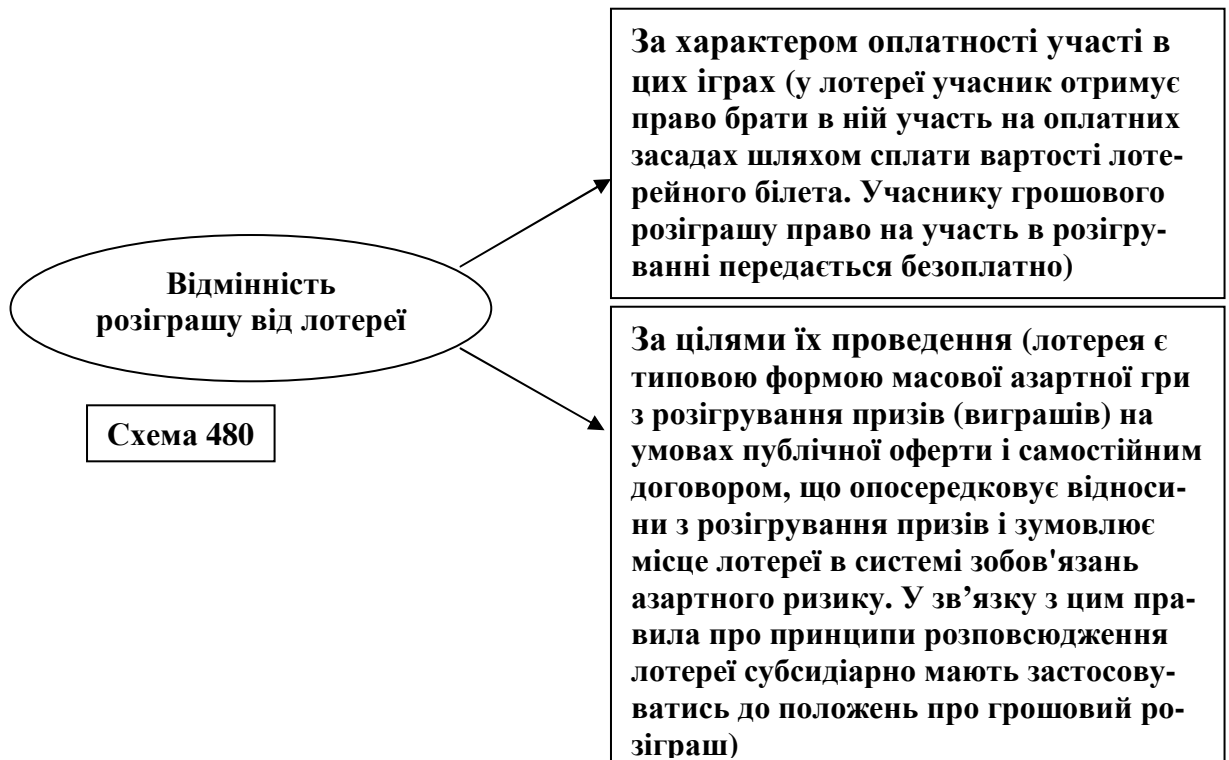 Відмінність
розіграшу від лотереї
Схема 480
За характером оплатності участі в
цих іграх (у лотереї учасник отримує
право брати в ній участь на оплатних
засадах шляхом сплати вартості лоте-
рейного білета. Учаснику грошового
розіграшу право на участь в розігру-
ванні передається безоплатно)
За цілями їх проведення (лотерея є
типовою формою масової азартної гри
з розігрування призів (виграшів) на
умовах публічної оферти і самостійним
договором, що опосередковує відноси-
ни з розігрування призів і зумовлює
місце лотереї в системі зобов'язань
азартного ризику. У зв’язку з цим пра-
вила про принципи розповсюдження
лотереї субсидіарно мають застосову-
ватись до положень про грошовий ро-
зіграш)